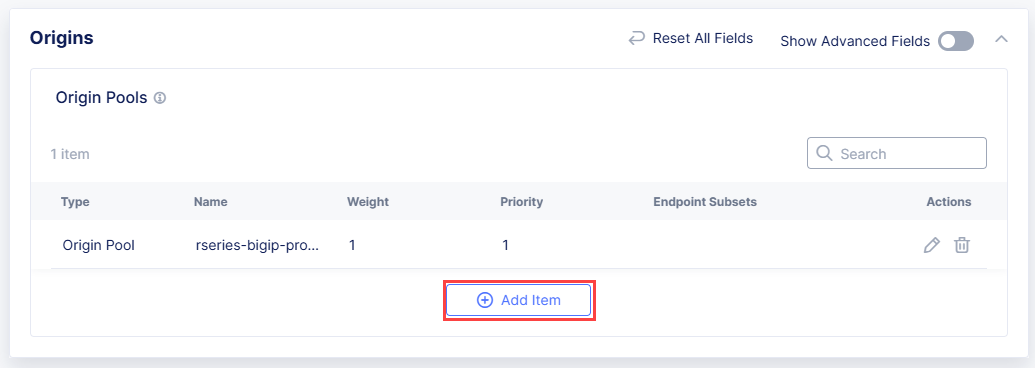 Origins
Reset All Fields
Show Advanced Fields
Origin Pools
1 item
Search
Type Name Weight Priority Endpoint Subsets Actions
Origin Pool rseries-bigip-pro... 1 1
Add Item